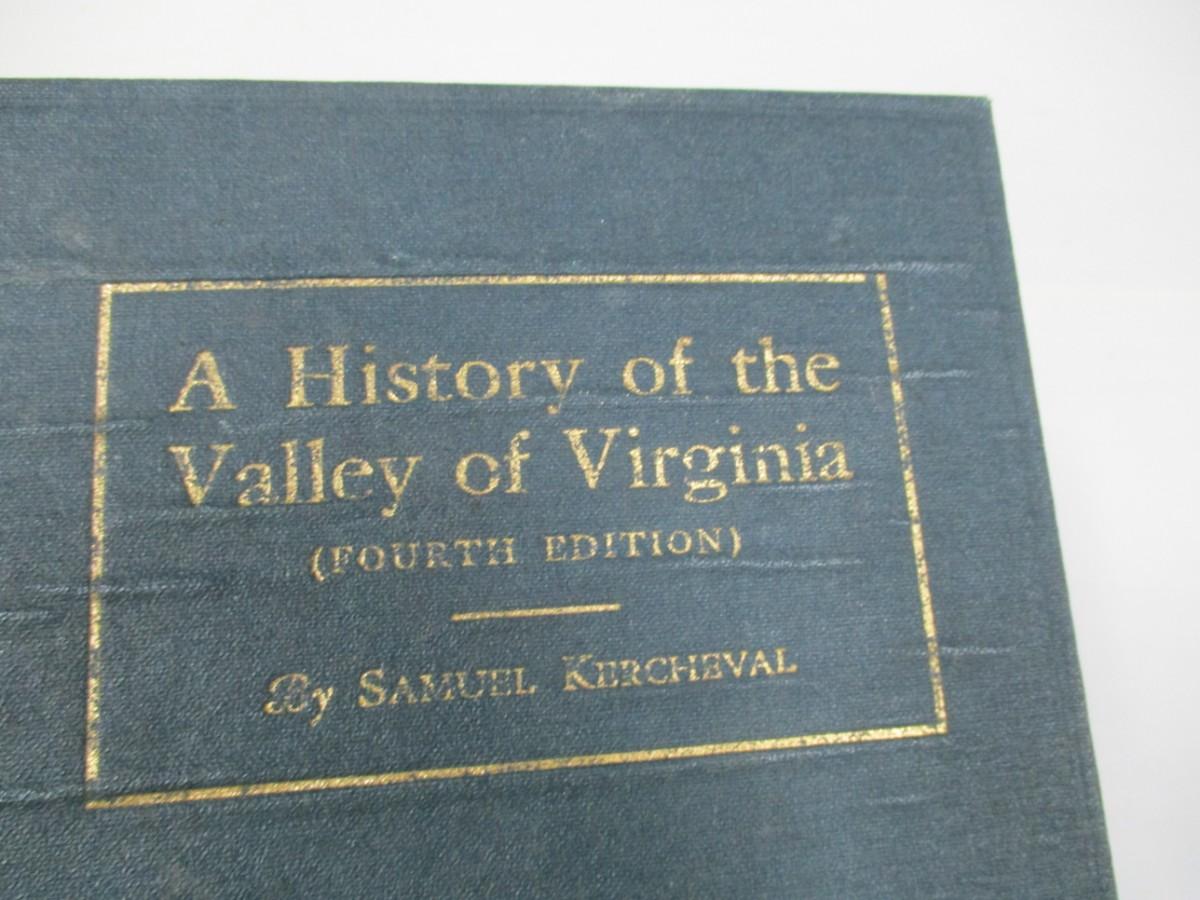 A History of the
Valley of Virginia
(FOURTH EDITION)
By SAMUEL KERCHEVAL